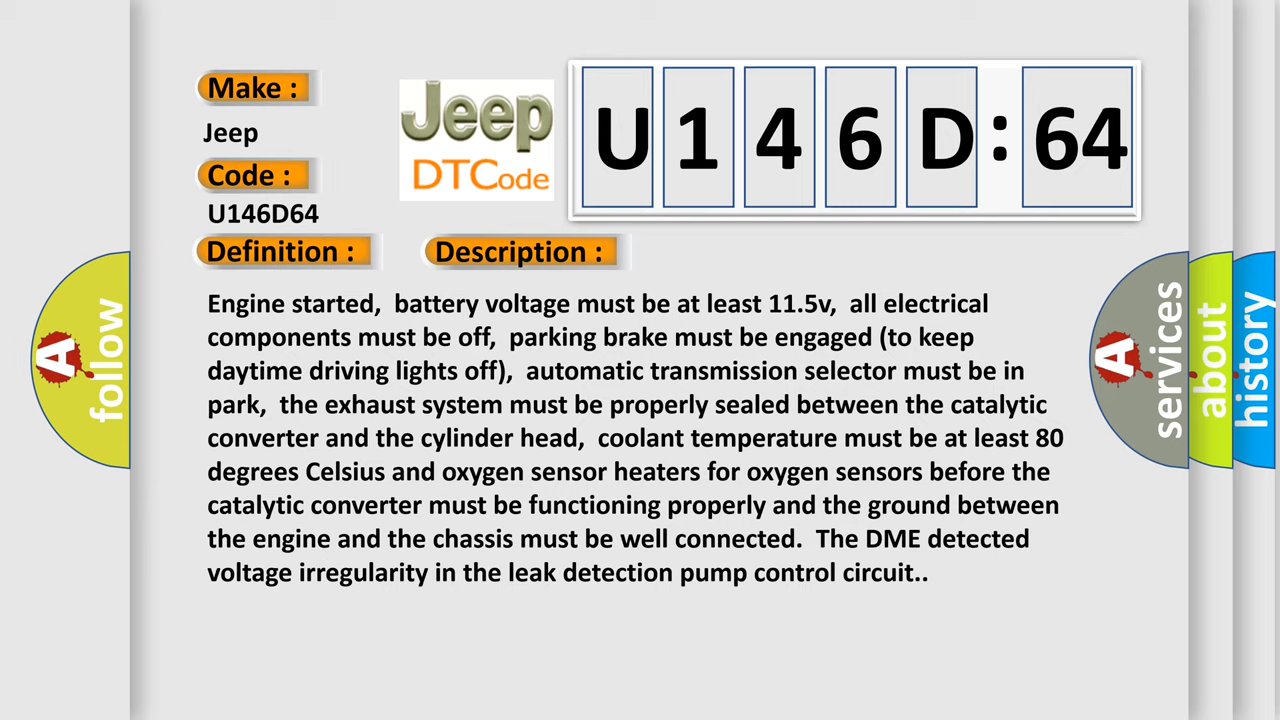 Make :
Jeep
Code :
U146D64
Definition :
Description :
Jeep
DTCode
U146D:64
Engine started,  battery voltage must be at least 11.5v,  all electrical
components must be off,  parking brake must be engaged (to keep
daytime driving lights off),  automatic transmission selector must be in
park,  the exhaust system must be properly sealed between the catalytic
converter and the cylinder head,  coolant temperature must be at least 80
degrees Celsius and oxygen sensor heaters for oxygen sensors before the
catalytic converter must be functioning properly and the ground between
the engine and the chassis must be well connected.  The DME detected
voltage irregularity in the leak detection pump control circuit..
A
follow
A
services
about
history